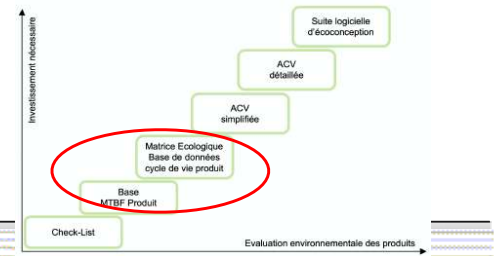 Suite logicielle
d'écoconception
ACV
détaillée
ACV
simplifiée
Matrice Ecologique
Base de données
cycle de vie produit
Base
MTBF Produit
Check-List
Investissement nécessaire
Evaluation environnementale des produits